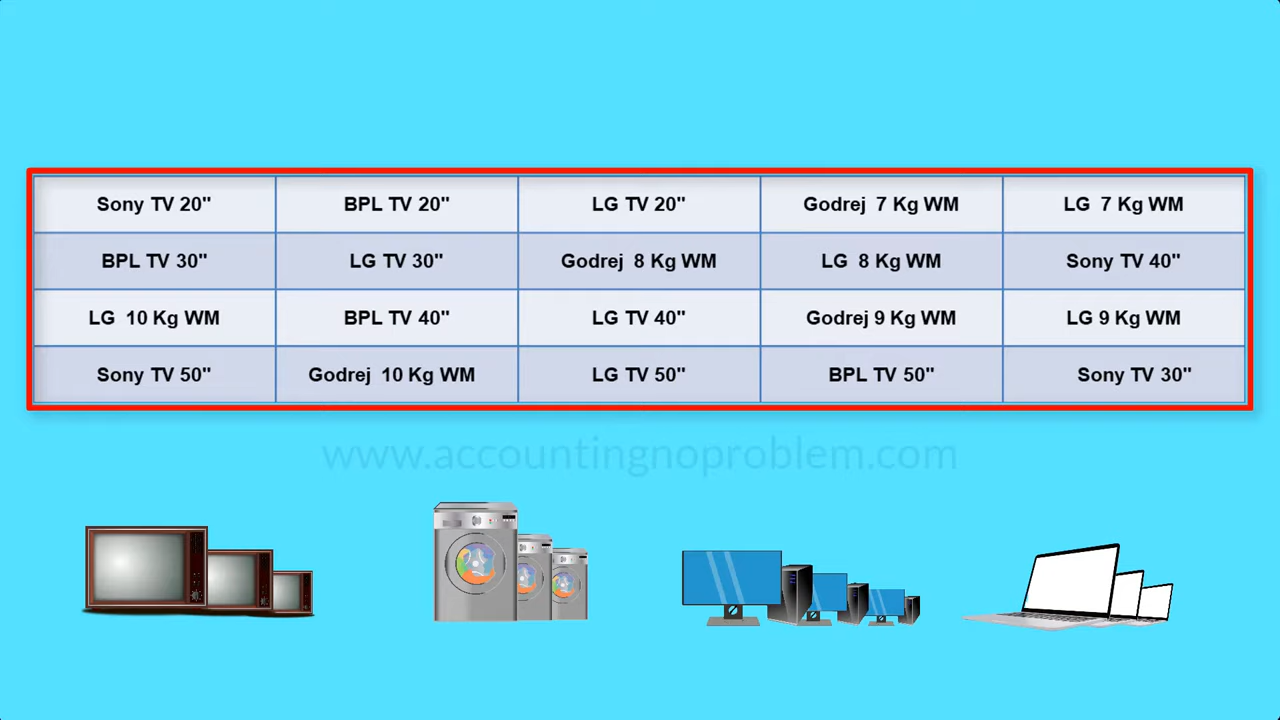 Sony TV 20" BPL TV 20" LG TV 20" Godrej 7 Kg WM LG 7 Kg WM
BPL TV 30" LG TV 30" Godrej 8 Kg WM LG 8 Kg WM Sony TV 40"
LG 10 Kg WM BPL TV 40" LG TV 40" Godrej 9 Kg WM LG 9 Kg WM
Sony TV 50" Godrej 10 Kg WM LG TV 50" BPL TV 50" Sony TV 30"
www.accountingnoproblem.com